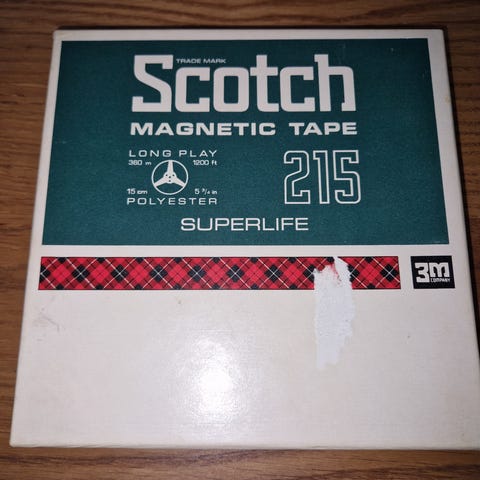 TRADE MARK
Scotch
MAGNETIC TAPE
LONG PLAY
360 m 1200 ft
215
15 cm 5 ³/₄ in
POLYESTER
SUPERLIFE
3M
COMPANY